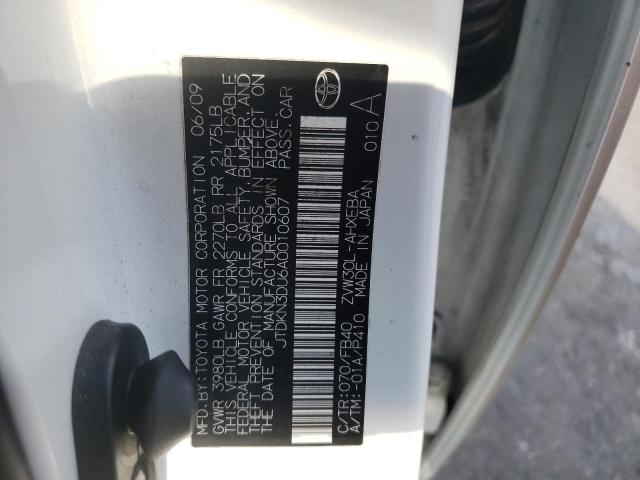 MFD.BY:TOYOTA MOTOR CORPORATION 06/09
GVWR 3980LB GAWR FR 2270LB RR 2175LB
THIS VEHICLE CONFORMS TO ALL APPLICABLE
FEDERAL MOTOR VEHICLE SAFETY, BUMPER, AND
THEFT PREVENTION STANDARDS IN EFFECT ON
THE DATE OF MANUFACTURE SHOWN ABOVE.
JTDKN3DU6A0010607 PASS.CAR
C/TR:070/FB40 ZVW30L-AHXEBA
A/TM:-01A/P410 MADE IN JAPAN 010 A